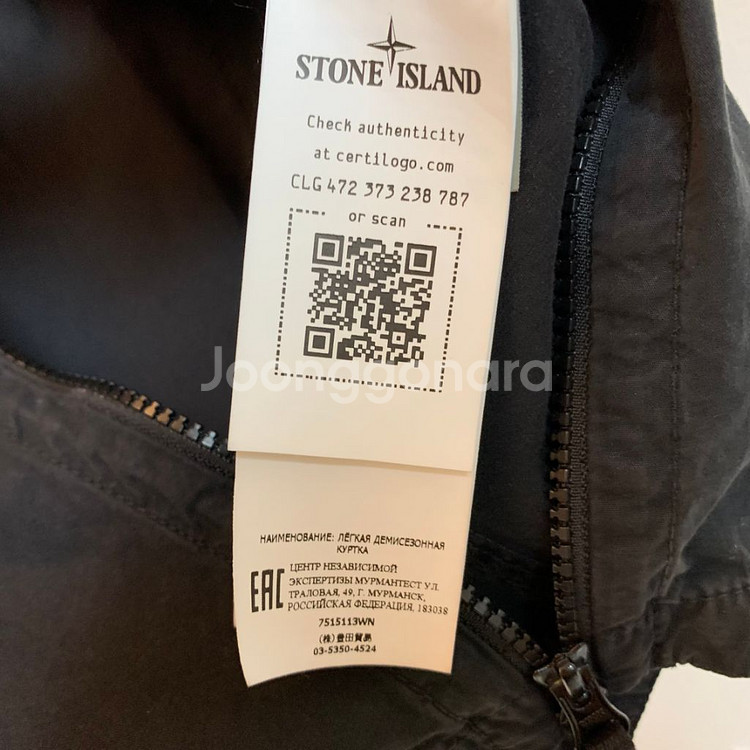 STONE ISLAND
Check authenticity
at certilogo.com
CLG 472 373 238 787
or scan
Joonggonara
НАИМЕНОВАНИЕ: ЛЁГКАЯ ДЕМИСЕЗОННАЯ
КУРТКА
EAC
ЦЕНТР НЕЗАВИСИМОЙ
ЭКСПЕРТИЗЫ МУРМАНТЕСТ УЛ.
ТРАЛОВАЯ, 49, Г. МУРМАНСК,
РОССИЙСКАЯ ФЕДЕРАЦИЯ, 183038
7515113WN
(株)豊田貿易
03-5350-4524